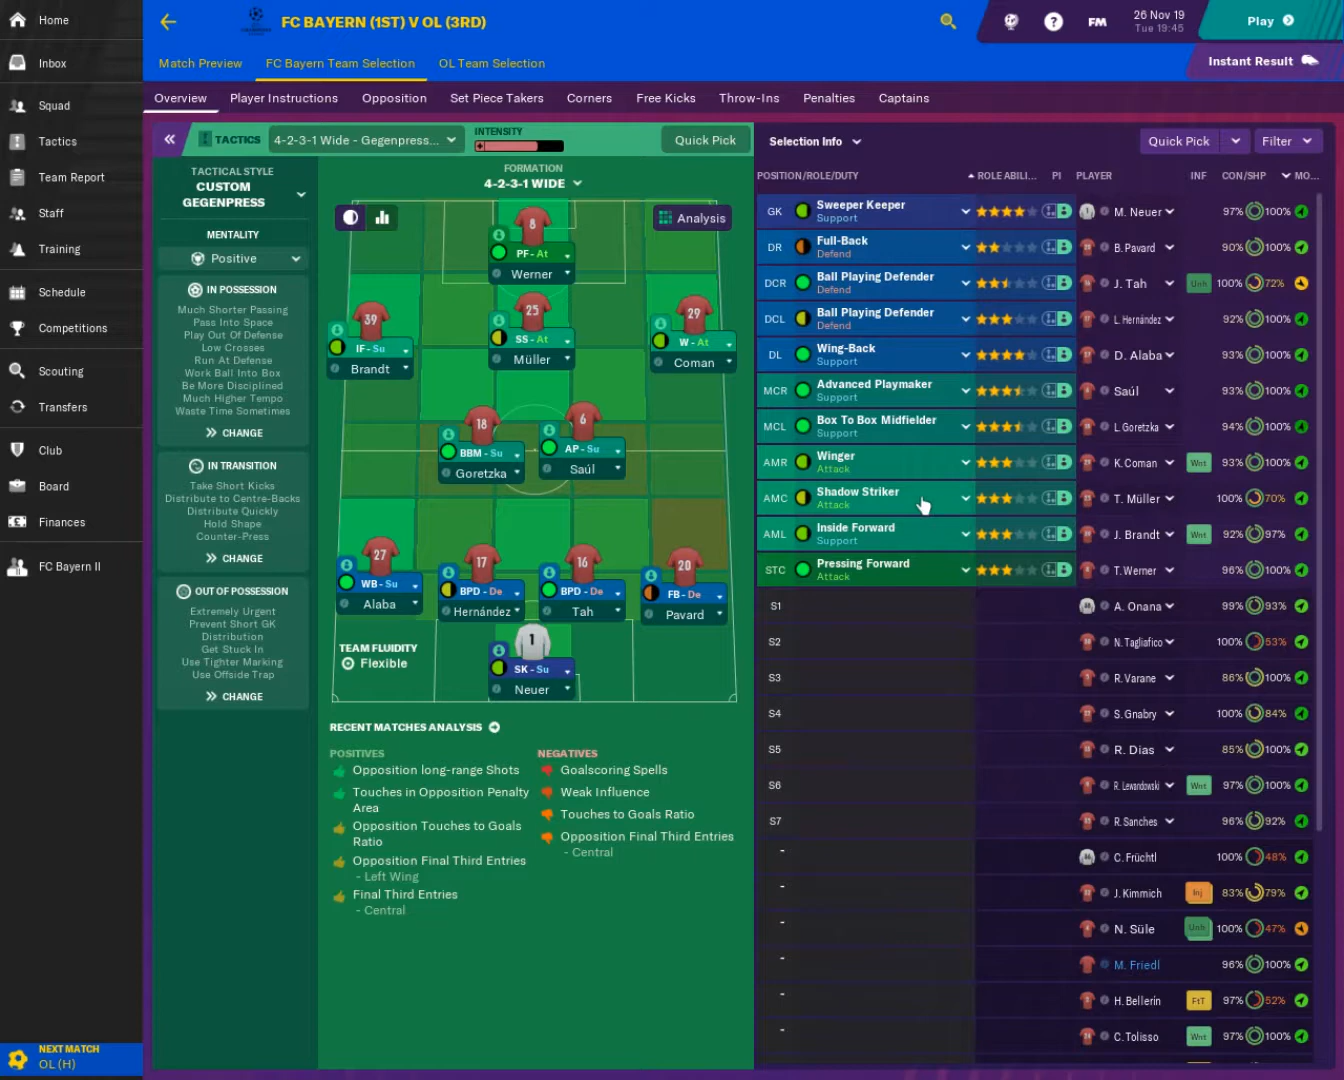 Home
Inbox
Squad
Tactics
Team Report
Staff
Training
Schedule
Competitions
Scouting
Transfers
Club
Board
Finances
FC Bayern II
NEXT MATCH
OL (H)
FC BAYERN (1ST) V OL (3RD)
?
FM
26 Nov 19
Tue 19:45
Play
Match Preview
FC Bayern Team Selection
OL Team Selection
Instant Result
Overview
Player Instructions
Opposition
Set Piece Takers
Corners
Free Kicks
Throw-Ins
Penalties
Captains
TACTICS
4-2-3-1 Wide - Gegenpress...
INTENSITY
Quick Pick
TACTICAL STYLE
CUSTOM
GEGENPRESS
MENTALITY
Positive
IN POSSESSION
Much Shorter Passing
Pass Into Space
Play Out Of Defense
Low Crosses
Run At Defense
Work Ball Into Box
Be More Disciplined
Much Higher Tempo
Waste Time Sometimes
CHANGE
IN TRANSITION
Take Short Kicks
Distribute to Centre-Backs
Distribute Quickly
Hold Shape
Counter-Press
CHANGE
OUT OF POSSESSION
Extremely Urgent
Prevent Short GK
Distribution
Get Stuck In
Use Tighter Marking
Use Offside Trap
CHANGE
FORMATION
4-2-3-1 WIDE
Analysis
8
PF - At
Werner
39
IF - Su
Brandt
25
SS - At
Müller
29
W - At
Coman
18
BBM - Su
Goretzka
6
AP - Su
Saúl
27
WB - Su
Alaba
17
BPD - De
Hernández
16
BPD - De
Tah
20
FB - De
Pavard
1
SK - Su
Neuer
TEAM FLUIDITY
Flexible
RECENT MATCHES ANALYSIS
POSITIVES
Opposition long-range Shots
Touches in Opposition Penalty
Area
Opposition Touches to Goals
Ratio
Opposition Final Third Entries
- Left Wing
Final Third Entries
- Central
NEGATIVES
Goalscoring Spells
Weak Influence
Touches to Goals Ratio
Opposition Final Third Entries
- Central
Selection Info
Quick Pick
Filter
POSITION/ROLE/DUTY ROLE ABILI... PI PLAYER INF CON/SHP MO...
GK Sweeper Keeper Support M. Neuer 97% 100%
DR Full-Back Defend B. Pavard 90% 100%
DCR Ball Playing Defender Defend J. Tah Unh 100% 72%
DCL Ball Playing Defender Defend L. Hernández 92% 100%
DL Wing-Back Support D. Alaba 93% 100%
MCR Advanced Playmaker Support Saúl 93% 100%
MCL Box To Box Midfielder Support L. Goretzka 94% 100%
AMR Winger Attack K. Coman Wnt 93% 100%
AMC Shadow Striker Attack T. Müller 100% 70%
AML Inside Forward Support J. Brandt Wnt 92% 97%
STC Pressing Forward Attack T. Werner 96% 100%
S1 A. Onana 99% 93%
S2 N. Tagliafico 100% 53%
S3 R. Varane 86% 100%
S4 S. Gnabry 100% 84%
S5 R. Dias 85% 100%
S6 R. Lewandowski Wnt 97% 100%
S7 R. Sanches 96% 92%
- C. Früchtl 100% 48%
- J. Kimmich Inj 83% 79%
- N. Süle Unh 100% 47%
- M. Friedl 96% 100%
- H. Bellerín FtT 97% 52%
- C. Tolisso Wnt 97% 100%